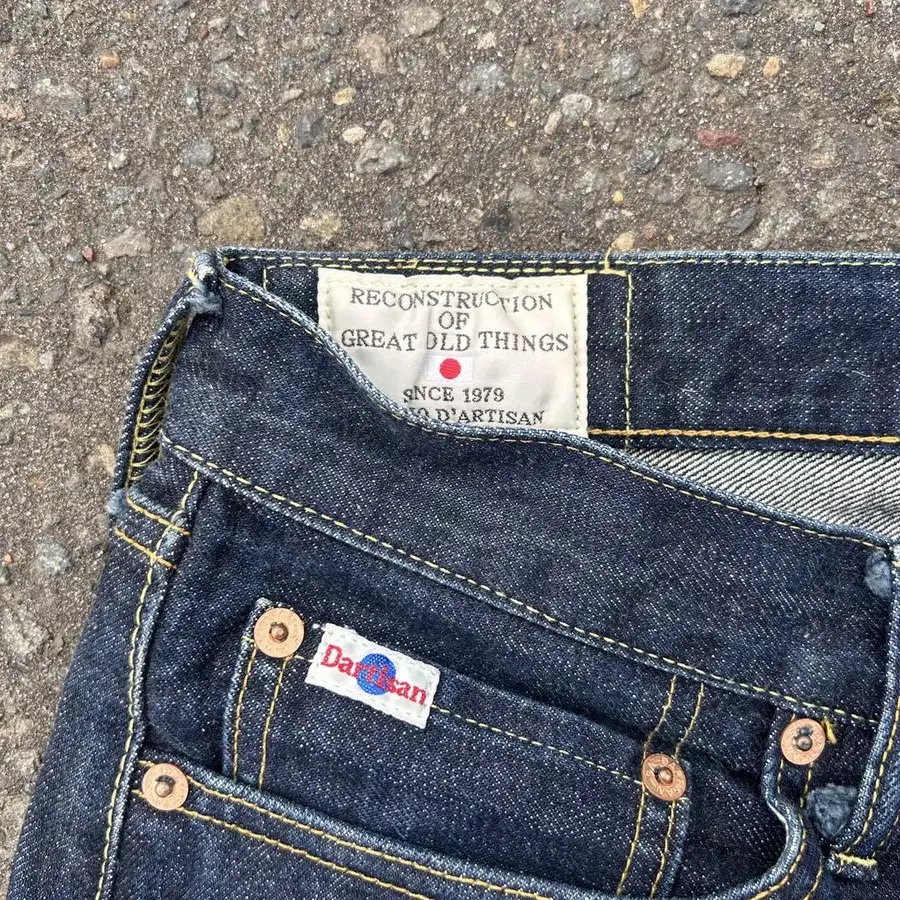 RECONSTRUCTION
OF
GREAT OLD THINGS
SINCE 1979
D'ARTISAN
Dartisan